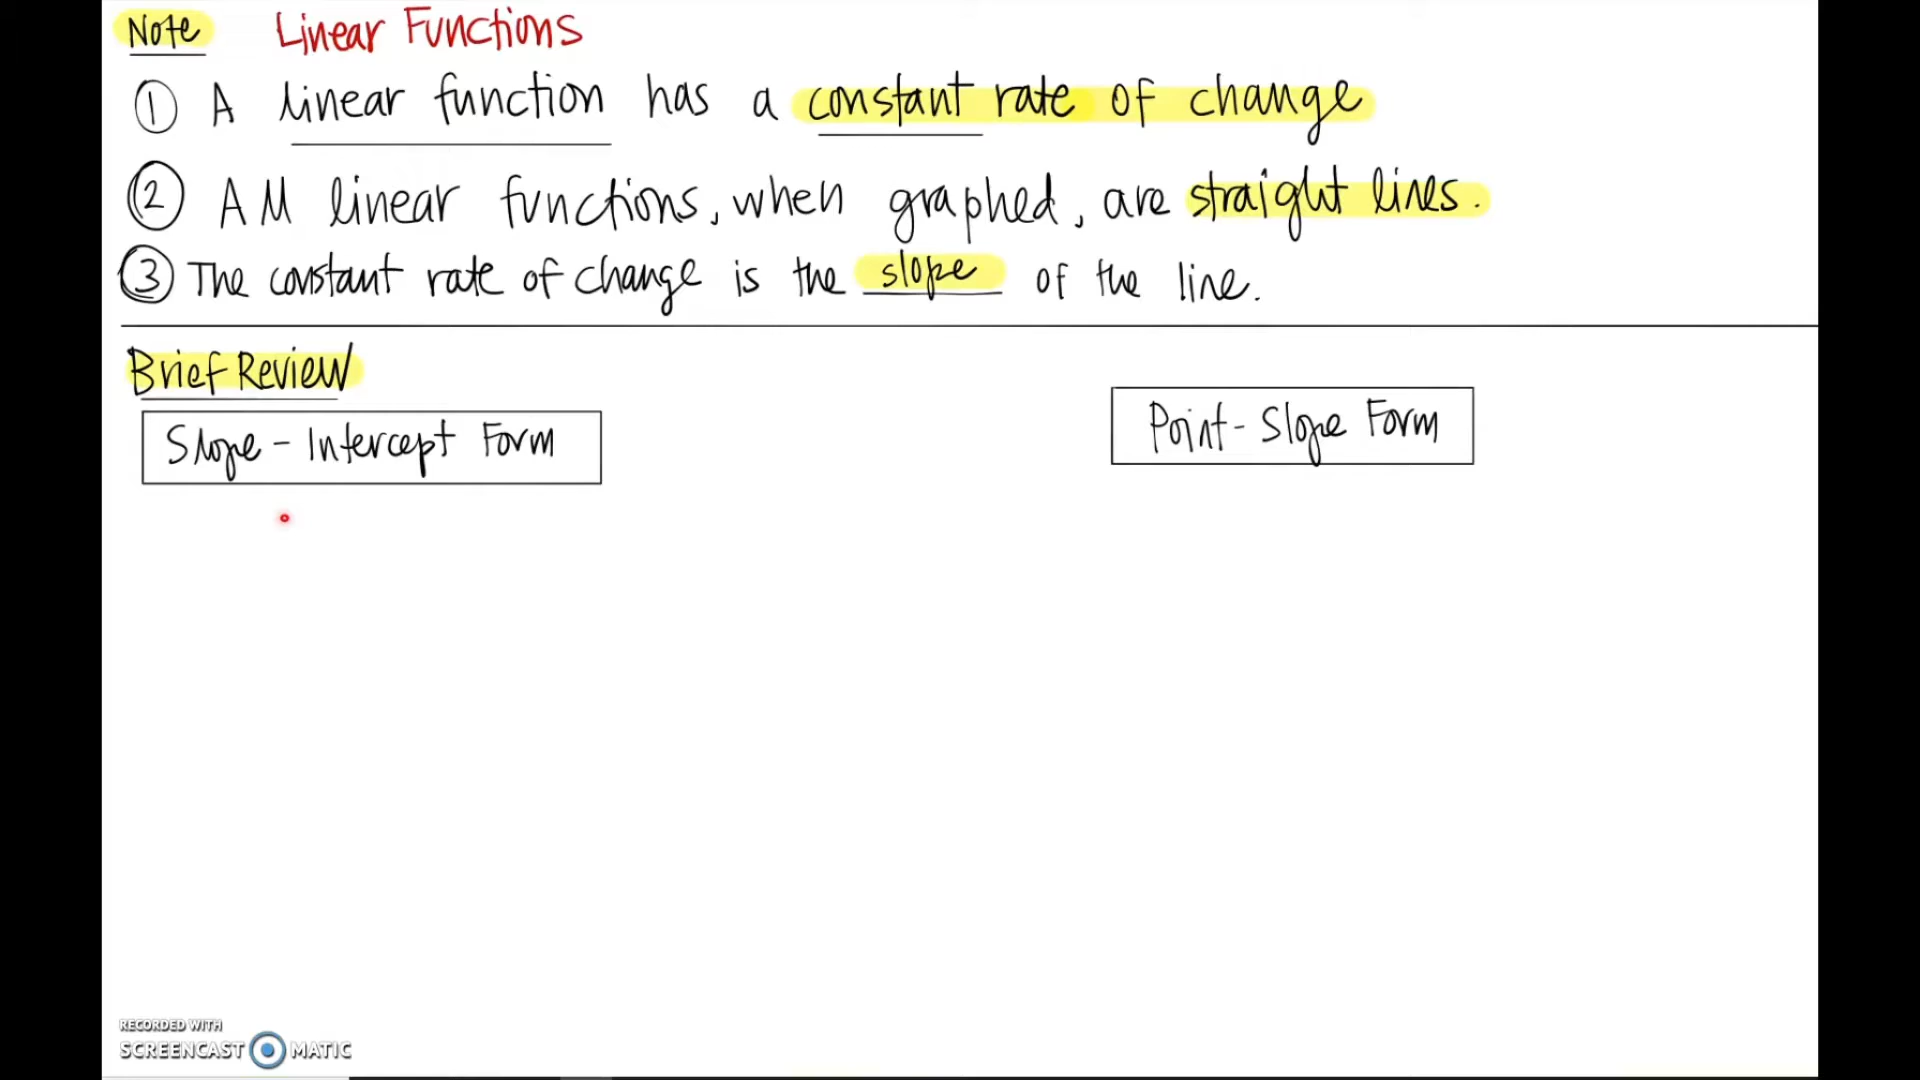 Note Linear Functions
① A linear function has a constant rate of change
② All linear functions, when graphed, are straight lines.
③ The constant rate of change is the slope of the line.
Brief Review
Slope - Intercept Form
Point - Slope Form
RECORDED WITH
SCREENCAST MATIC